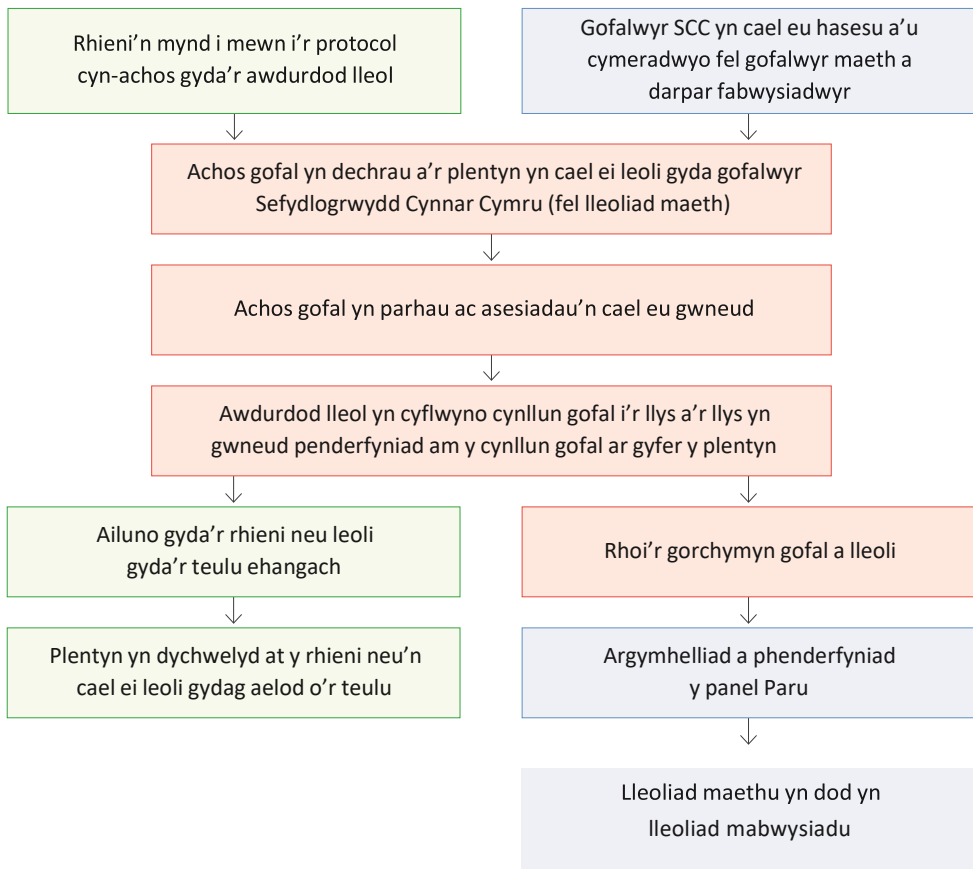 Rhieni’n mynd i mewn i’r protocol
cyn-achos gyda’r awdurdod lleol
Gofalwyr SCC yn cael eu hasesu a’u
cymeradwyo fel gofalwyr maeth a
darpar fabwysiadwyr
Achos gofal yn dechrau a’r plentyn yn cael ei leoli gyda gofalwyr
Sefydlogrwydd Cynnar Cymru (fel lleoliad maeth)
Achos gofal yn parhau ac asesiadau’n cael eu gwneud
Awdurdod lleol yn cyflwyno cynllun gofal i’r llys a’r llys yn
gwneud penderfyniad am y cynllun gofal ar gyfer y plentyn
Ailuno gyda’r rhieni neu leoli
gyda’r teulu ehangach
Rhoi’r gorchymyn gofal a lleoli
Plentyn yn dychwelyd at y rhieni neu’n
cael ei leoli gydag aelod o’r teulu
Argymhelliad a phenderfyniad
y panel Paru
Lleoliad maethu yn dod yn
lleoliad mabwysiadu